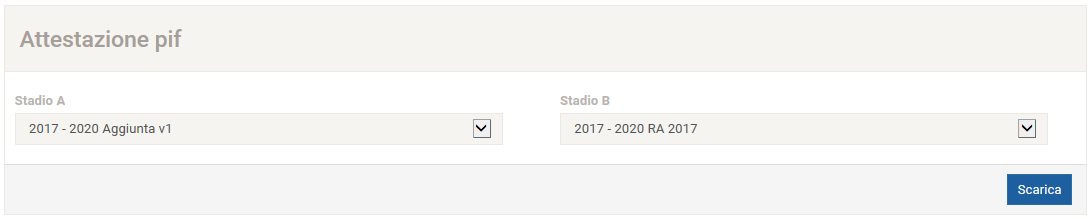 Attestazione pif
Stadio A
Stadio B
2017 - 2020 Aggiunta v1
2017 - 2020 RA 2017
Scarica